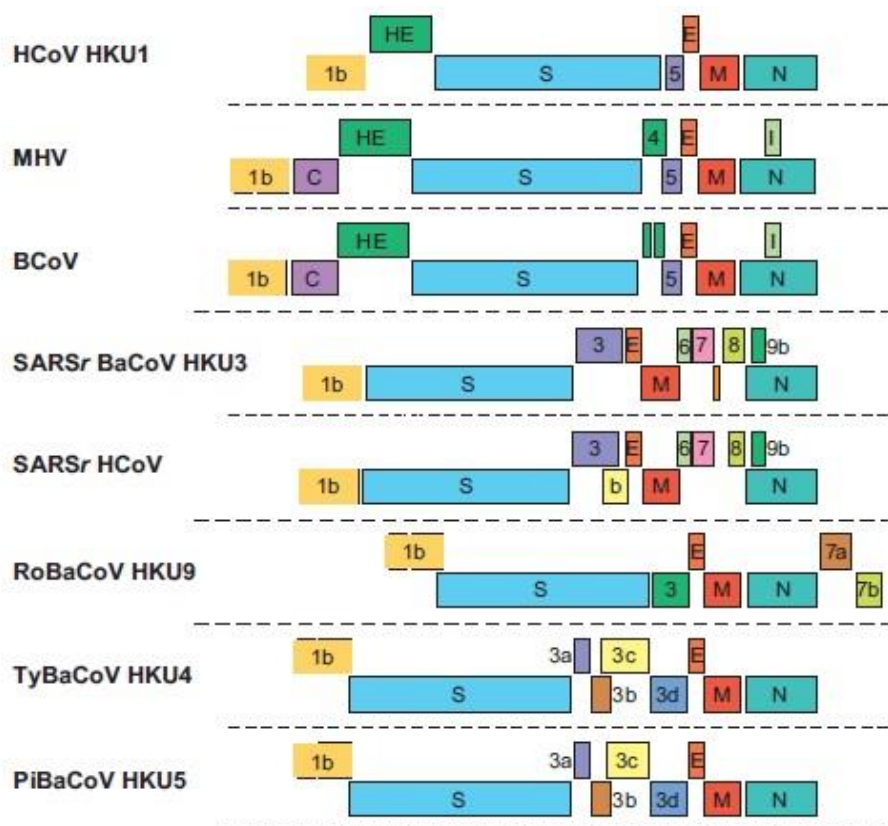 HCoV HKU1
HE E
1b S 5 M N
MHV
HE 4 E I
1b C S 5 M N
BCoV
HE E I
1b C S 5 M N
SARSr BaCoV HKU3
3 E 6 7 8 9b
1b S M N
SARSr HCoV
3 E 6 7 8 9b
1b S b M N
RoBaCoV HKU9
1b E 7a
S 3 M N 7b
TyBaCoV HKU4
1b 3a 3c E
S 3b 3d M N
PiBaCoV HKU5
1b 3a 3c E
S 3b 3d M N